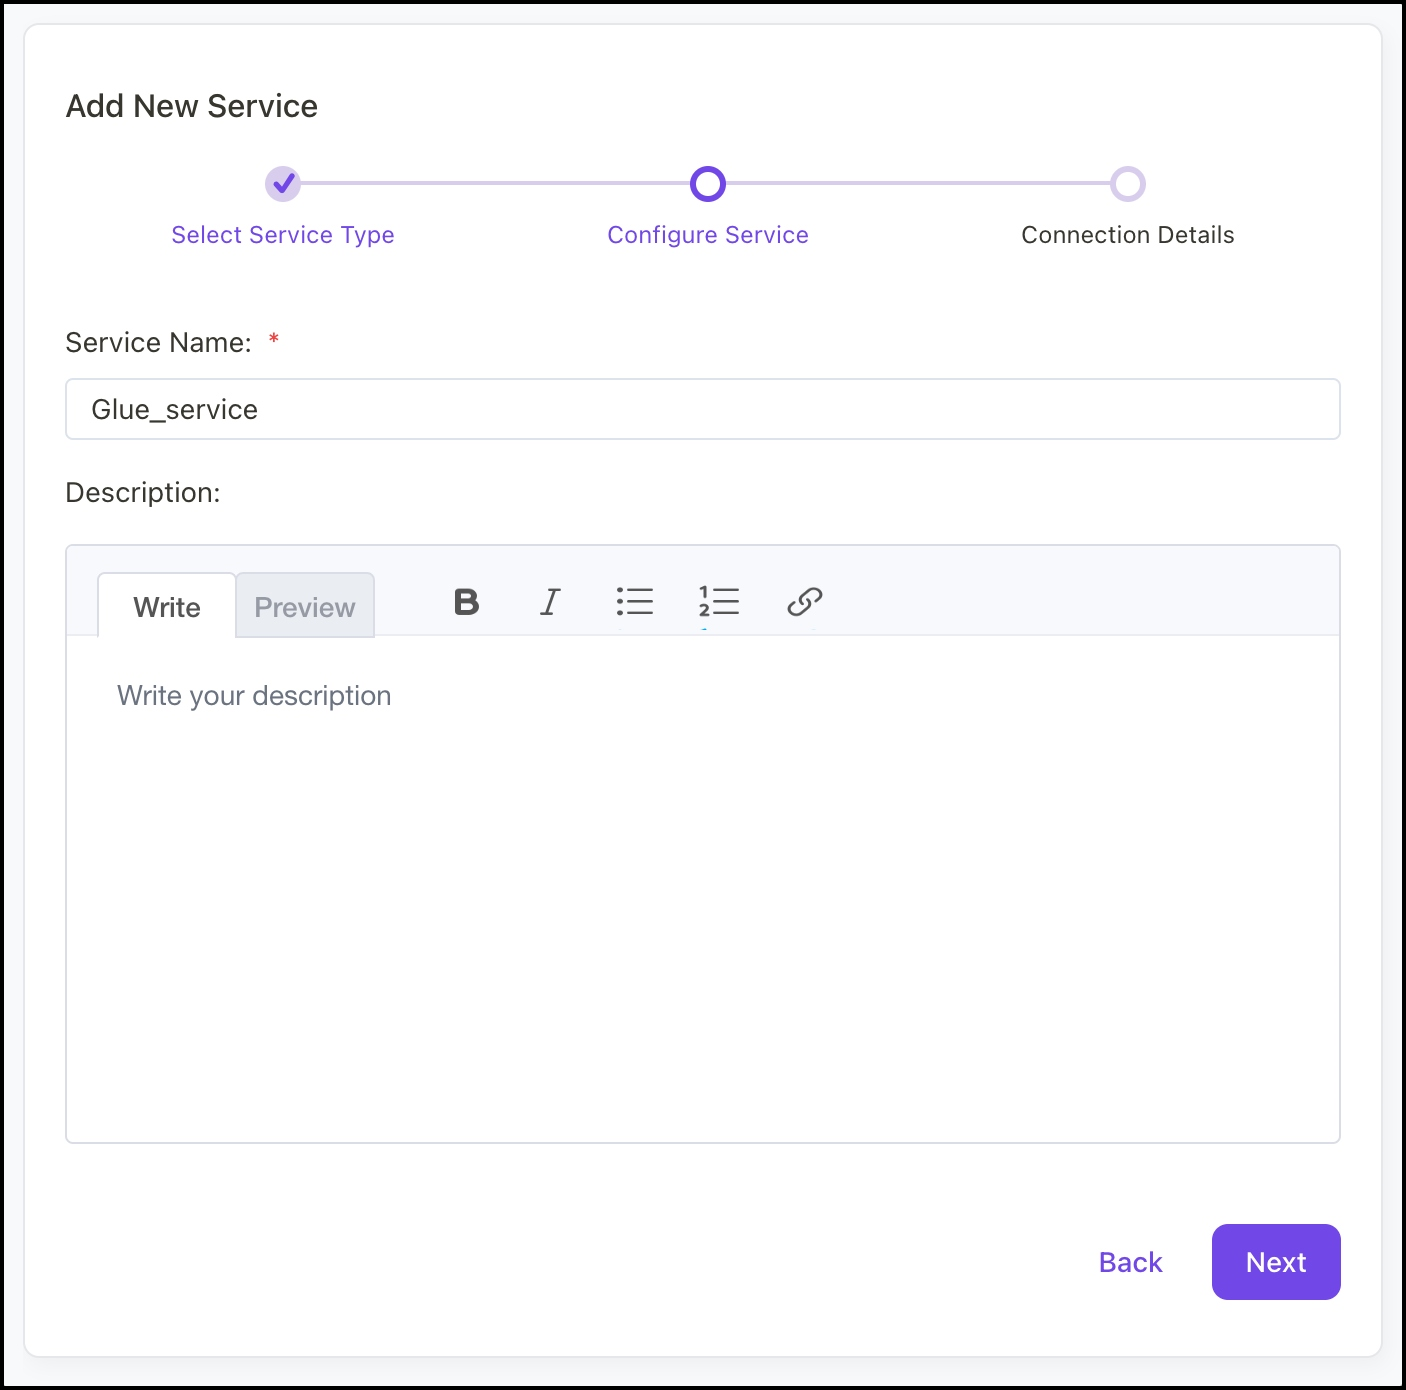 Add New Service
Select Service Type
Configure Service
Connection Details
Service Name: *
Glue_service
Description:
Write
Preview
Write your description
Back
Next